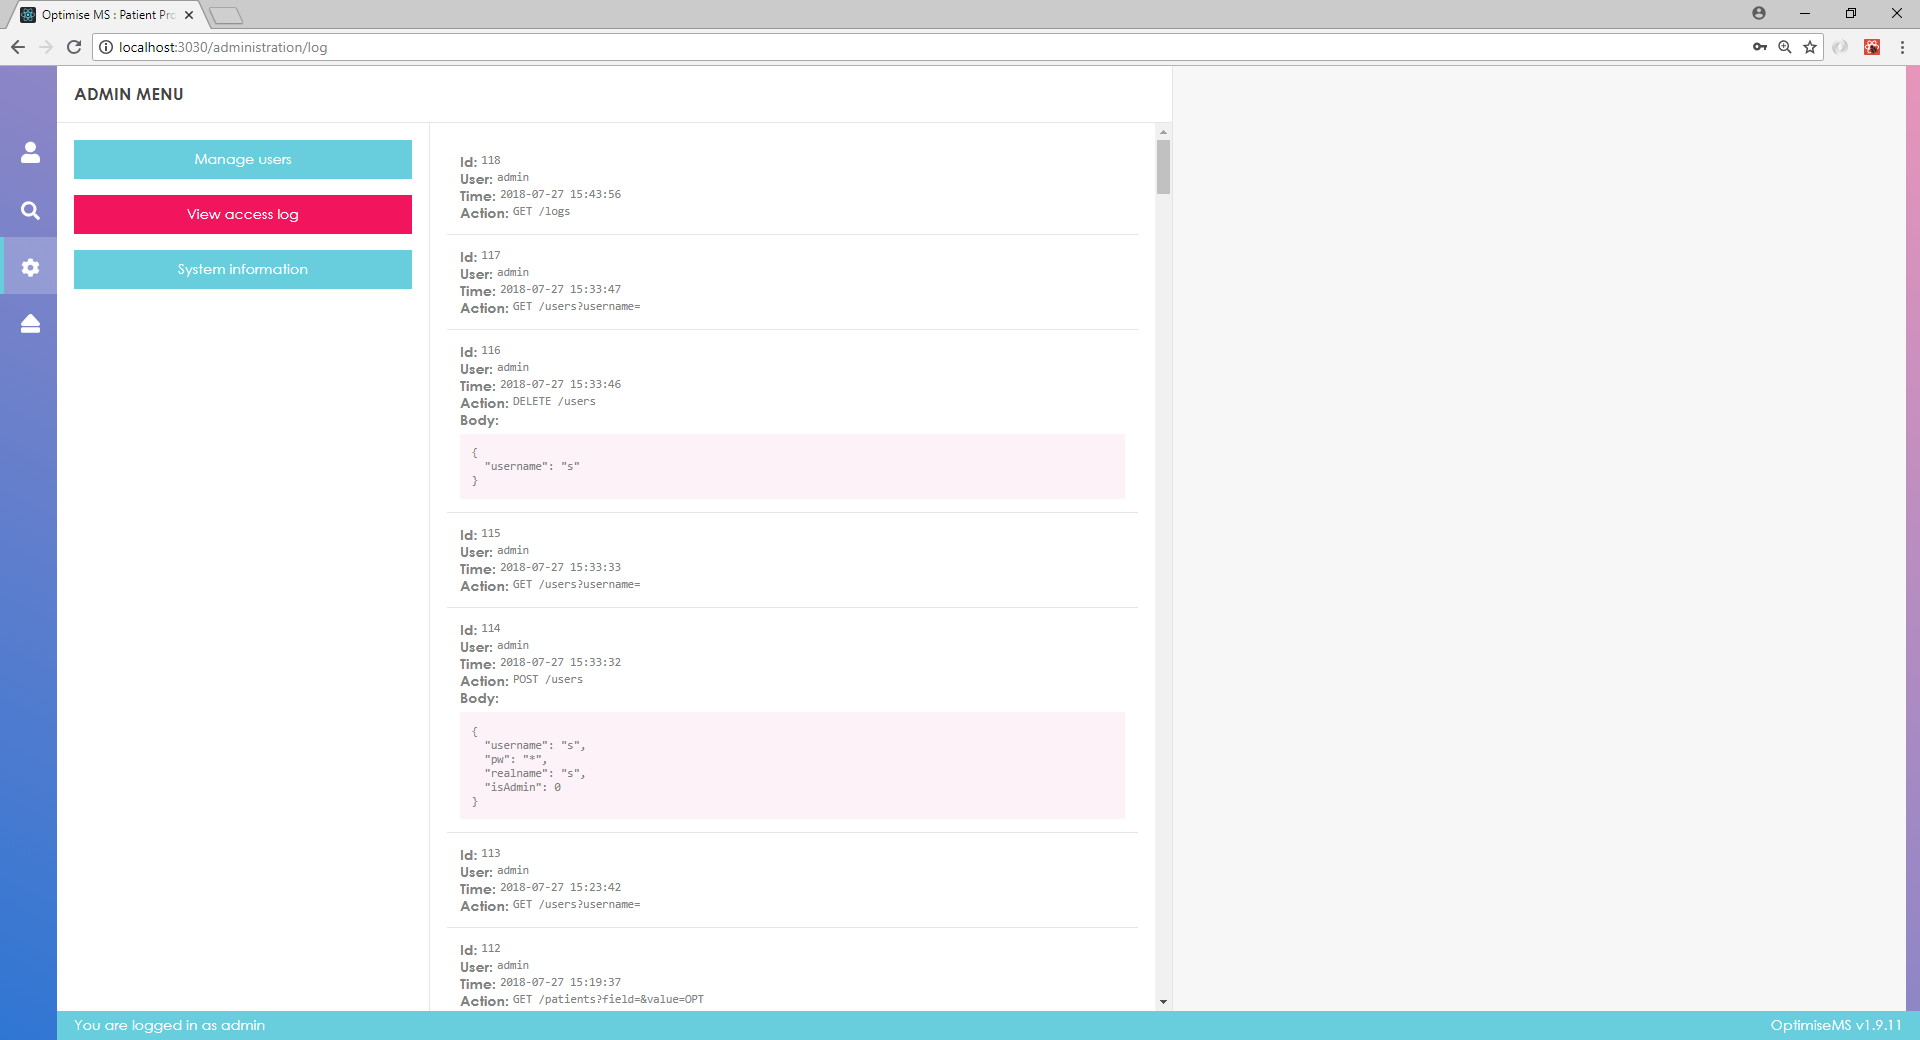 Optimise MS : Patient Pro
localhost:3030/administration/log
ADMIN MENU
Manage users
View access log
System information
Id: 118
User: admin
Time: 2018-07-27 15:43:56
Action: GET /logs
Id: 117
User: admin
Time: 2018-07-27 15:33:47
Action: GET /users?username=
Id: 116
User: admin
Time: 2018-07-27 15:33:46
Action: DELETE /users
Body:
{
"username": "s"
}
Id: 115
User: admin
Time: 2018-07-27 15:33:33
Action: GET /users?username=
Id: 114
User: admin
Time: 2018-07-27 15:33:32
Action: POST /users
Body:
{
"username": "s",
"pw": "*",
"realname": "s",
"isAdmin": 0
}
Id: 113
User: admin
Time: 2018-07-27 15:23:42
Action: GET /users?username=
Id: 112
User: admin
Time: 2018-07-27 15:19:37
Action: GET /patients?field=&value=OPT
You are logged in as admin
OptimiseMS v1.9.11